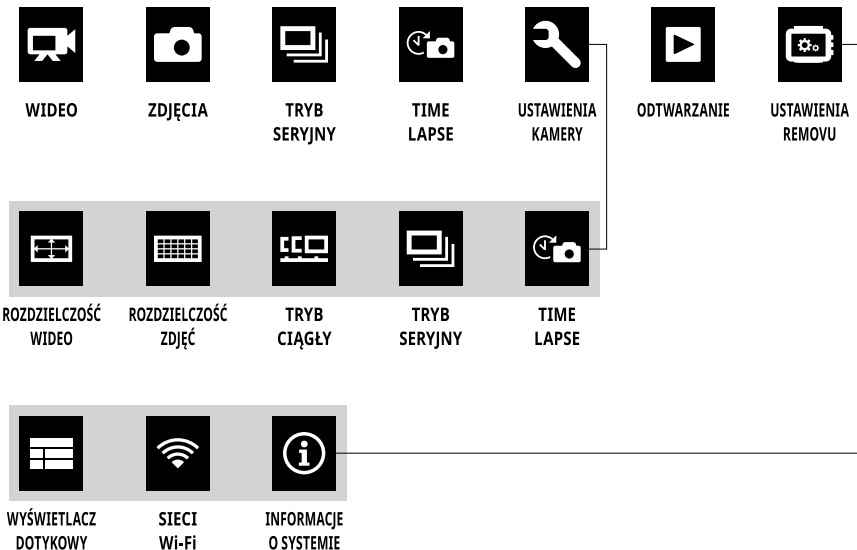 WIDEO
ZDJĘCIA
TRYB
SERYJNY
TIME
LAPSE
USTAWIENIA
KAMERY
ODTWARZANIE
USTAWIENIA
REMOVU
ROZDZIELCZOŚĆ
WIDEO
ROZDZIELCZOŚĆ
ZDJĘĆ
TRYB
CIĄGŁY
TRYB
SERYJNY
TIME
LAPSE
WYŚWIETLACZ
DOTYKOWY
SIECI
Wi-Fi
INFORMACJE
O SYSTEMIE